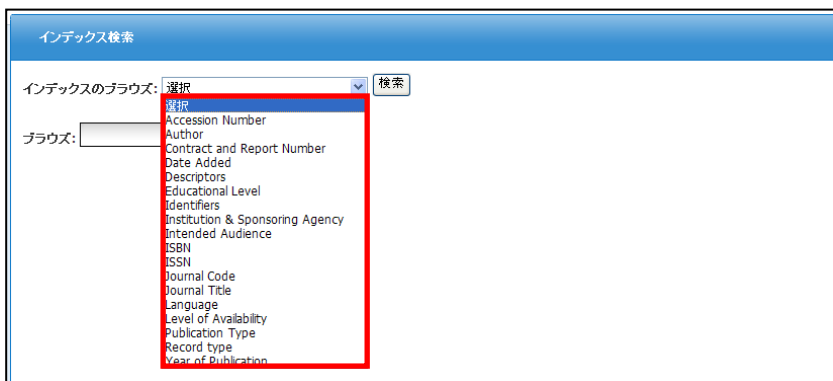 インデックス検索
インデックスのブラウズ: 選択 検索
選択
Accession Number
ブラウズ:
Author
Contract and Report Number
Date Added
Descriptors
Educational Level
Identifiers
Institution & Sponsoring Agency
Intended Audience
ISBN
ISSN
Journal Code
Journal Title
Language
Level of Availability
Publication Type
Record type
Year of Publication